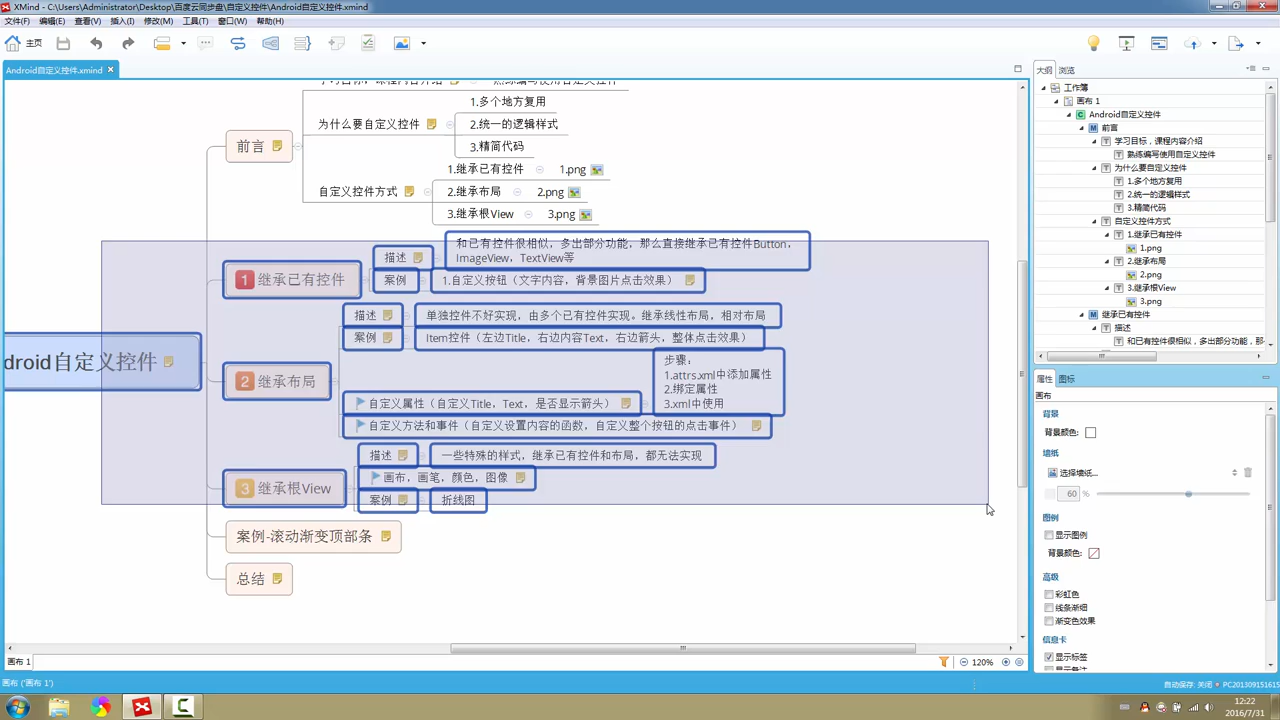 XMind - C:\Users\Administrator\Desktop\百度云同步盘\自定义控件\Android自定义控件.xmind
文件(F) 编辑(E) 查看(V) 插入(I) 修改(M) 工具(T) 窗口(W) 帮助(H)
主页
Android自定义控件.xmind
前言
为什么要自定义控件
1.多个地方复用
2.统一的逻辑样式
3.精简代码
自定义控件方式
1.继承已有控件
1.png
2.继承布局
2.png
3.继承根View
3.png
droid自定义控件
1 继承已有控件
描述
和已有控件很相似，多出部分功能，那么直接继承已有控件Button，
ImageView，TextView等
案例
1.自定义按钮（文字内容，背景图片点击效果）
2 继承布局
描述
单独控件不好实现，由多个已有控件实现。继承线性布局，相对布局
案例
Item控件（左边Title，右边内容Text，右边箭头，整体点击效果）
自定义属性（自定义Title，Text，是否显示箭头）
步骤：
1.attrs.xml中添加属性
2.绑定属性
3.xml中使用
自定义方法和事件（自定义设置内容的函数，自定义整个按钮的点击事件）
3 继承根View
描述
一些特殊的样式，继承已有控件和布局，都无法实现
画布，画笔，颜色，图像
案例
折线图
案例-滚动渐变顶部条
总结
画布 1
120%
画布 ('画布 1')
大纲 浏览
工作簿
画布 1
Android自定义控件
前言
学习目标，课程内容介绍
熟练编写使用自定义控件
为什么要自定义控件
1.多个地方复用
2.统一的逻辑样式
3.精简代码
自定义控件方式
1.继承已有控件
1.png
2.继承布局
2.png
3.继承根View
3.png
继承已有控件
描述
和已有控件很相似，多出部分功能，那
属性 图标
画布
背景
背景颜色:
墙纸
选择墙纸...
60 %
图例
显示图例
背景颜色:
高级
彩虹色
线条渐细
渐变色效果
信息卡
显示标签
自动保存: 关闭 PC201309151615
12:22
2016/7/31